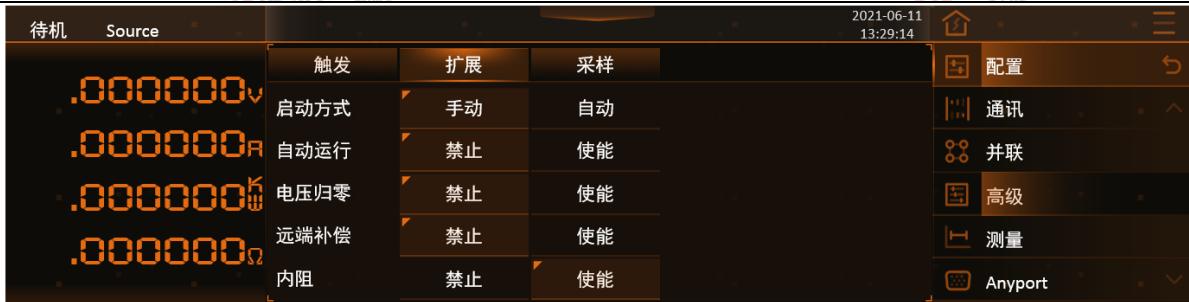 待机 Source
2021-06-11
13:29:14
触发 扩展 采样
配置
.000000V
启动方式 手动 自动
通讯
.000000A
自动运行 禁止 使能
并联
.000000KW
电压归零 禁止 使能
高级
.000000Ω
远端补偿 禁止 使能
测量
内阻 禁止 使能
Anyport